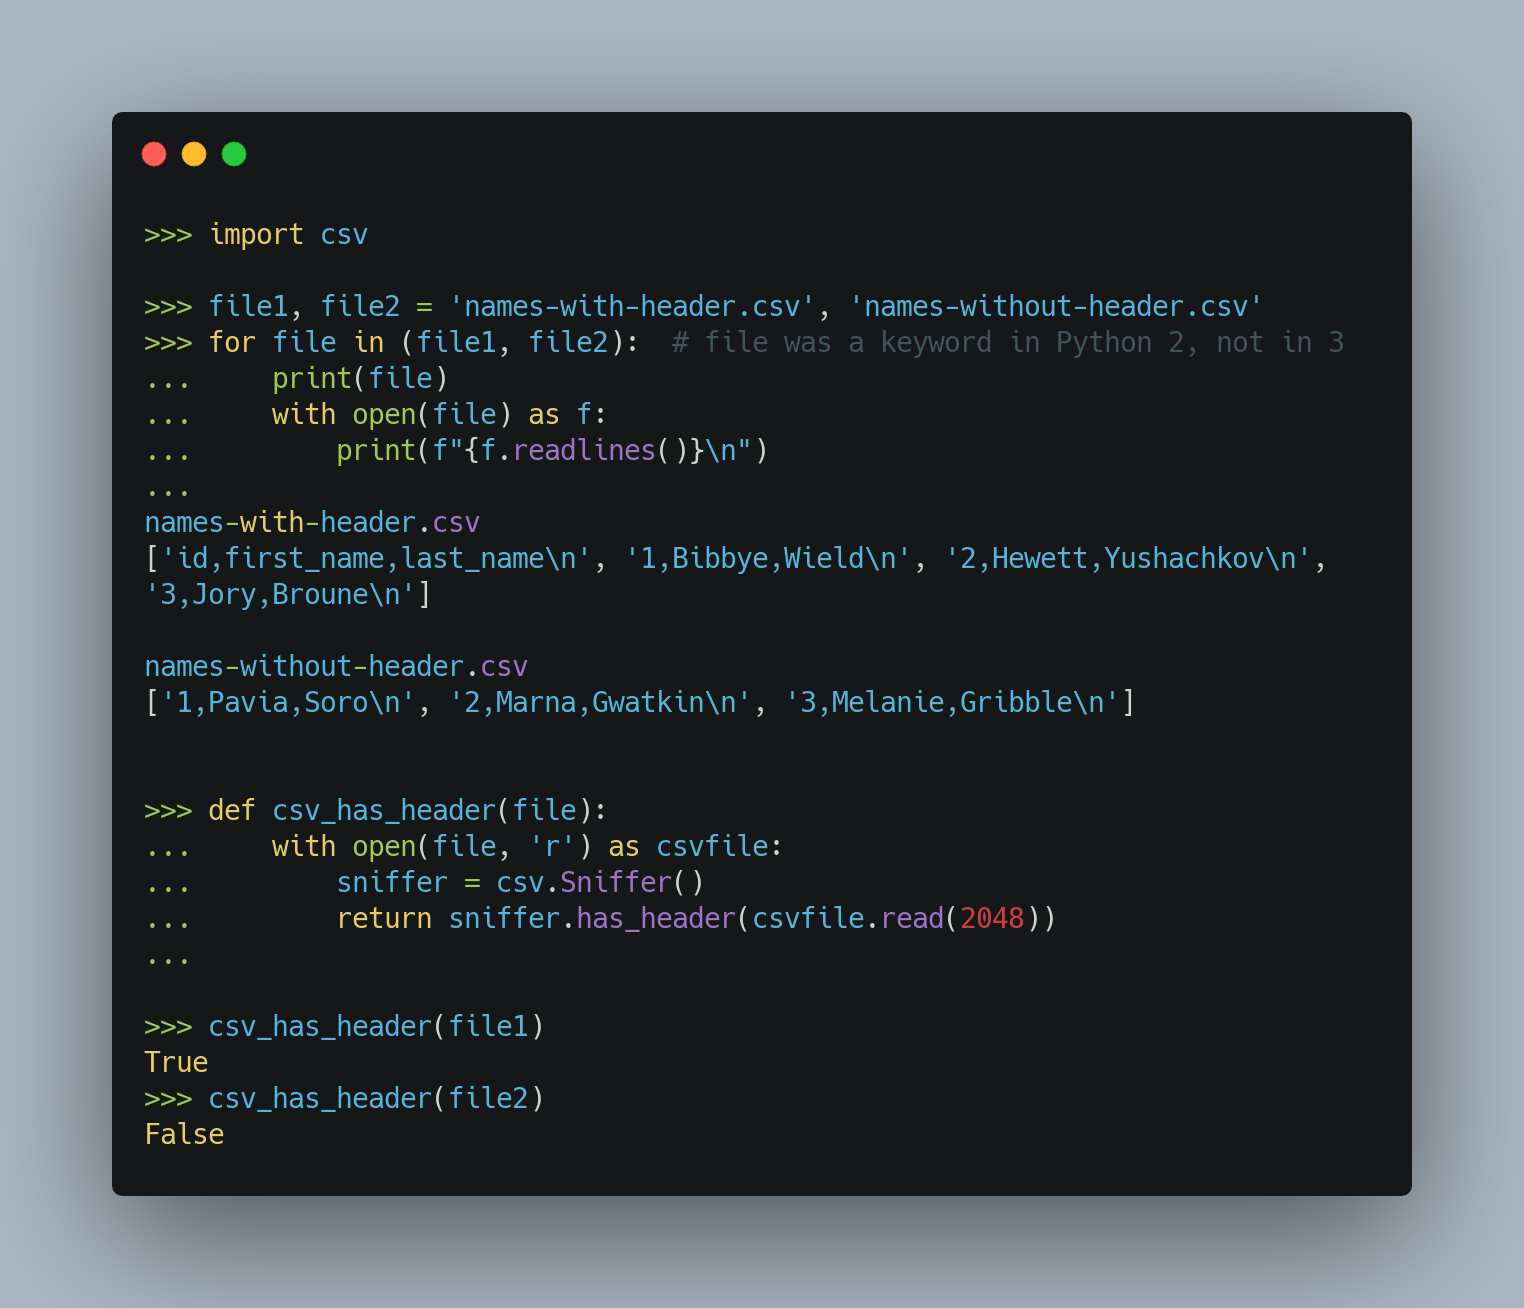 >>> import csv

>>> file1, file2 = 'names-with-header.csv', 'names-without-header.csv'
>>> for file in (file1, file2):  # file was a keyword in Python 2, not in 3
...     print(file)
...     with open(file) as f:
...         print(f"{f.readlines()}\n")
...
names-with-header.csv
['id,first_name,last_name\n', '1,Bibbye,Wield\n', '2,Hewett,Yushachkov\n',
'3,Jory,Broune\n']

names-without-header.csv
['1,Pavia,Soro\n', '2,Marna,Gwatkin\n', '3,Melanie,Gribble\n']


>>> def csv_has_header(file):
...     with open(file, 'r') as csvfile:
...         sniffer = csv.Sniffer()
...         return sniffer.has_header(csvfile.read(2048))
...

>>> csv_has_header(file1)
True
>>> csv_has_header(file2)
False